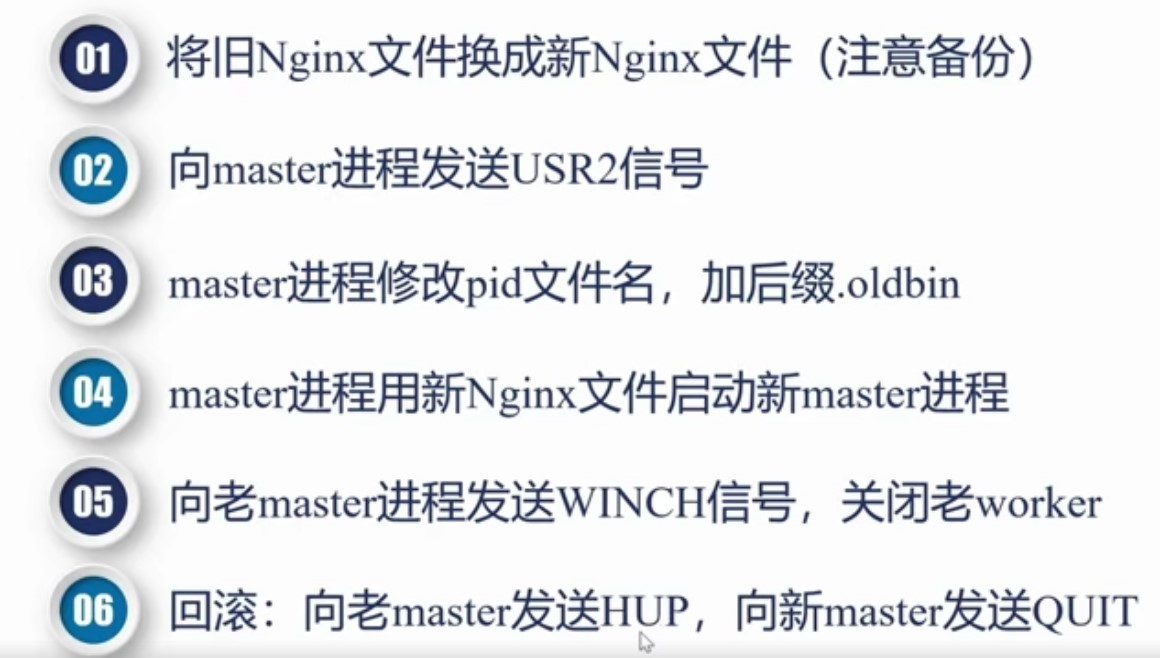 01 将旧Nginx文件换成新Nginx文件（注意备份）
02 向master进程发送USR2信号
03 master进程修改pid文件名，加后缀.oldbin
04 master进程用新Nginx文件启动新master进程
05 向老master进程发送WINCH信号，关闭老worker
06 回滚：向老master发送HUP，向新master发送QUIT